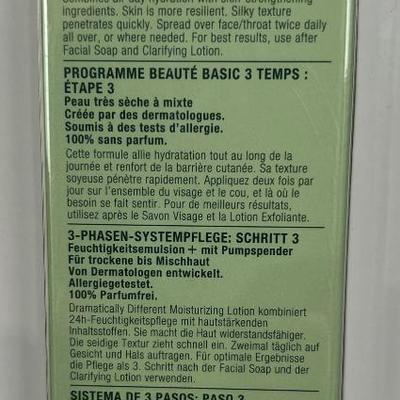 ingredients. Skin is more resilient. Silky texture
penetrates quickly. Spread over face/throat twice daily
all over, or where needed. For best results, use after
Facial Soap and Clarifying Lotion.
PROGRAMME BEAUTÉ BASIC 3 TEMPS :
ÉTAPE 3
Peau très sèche à mixte
Créée par des dermatologues.
Soumis à des tests d'allergie.
100% sans parfum.
Cette formule allie hydratation tout au long de la
journée et renfort de la barrière cutanée. Sa texture
soyeuse pénètre rapidement. Appliquez deux fois par
jour sur l'ensemble du visage et le cou, et là où le
besoin se fait sentir. Pour de meilleurs résultats,
utilisez après le Savon Visage et la Lotion Exfoliante.
3-PHASEN-SYSTEMPFLEGE: SCHRITT 3
Feuchtigkeitsemulsion + mit Pumpspender
Für trockene bis Mischhaut
Von Dermatologen entwickelt.
Allergiegetestet.
100% Parfumfrei.
Dramatically Different Moisturizing Lotion kombiniert
24h-Feuchtigkeitspflege mit hautstärkenden
Inhaltsstoffen. Sie macht die Haut widerstandsfähiger.
Die seidige Textur zieht schnell ein. Zweimal täglich auf
Gesicht und Hals auftragen. Für optimale Ergebnisse
die Pflege als 3. Schritt nach der Facial Soap und der
Clarifying Lotion verwenden.
SISTEMA DE 3 PASOS: PASO 3